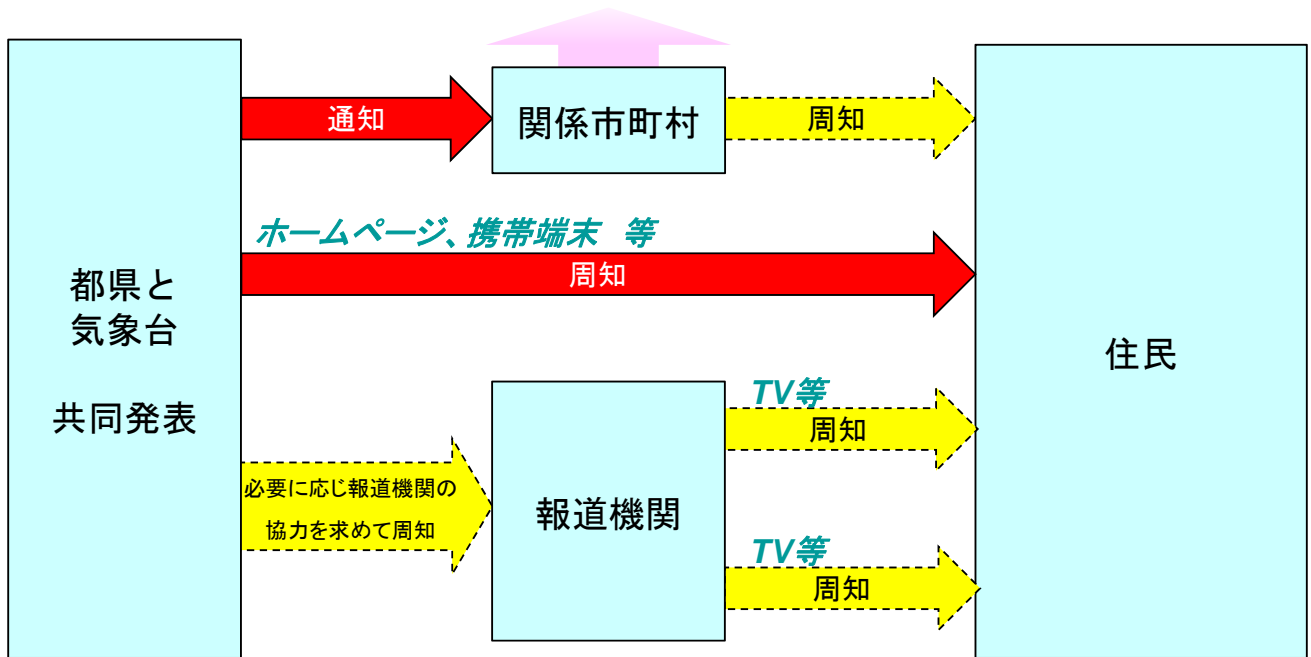 通知
関係市町村
周知
ホームページ、携帯端末　等
周知
都県と
気象台
共同発表
住民
TV等
周知
必要に応じ報道機関の
協力を求めて周知
報道機関
TV等
周知